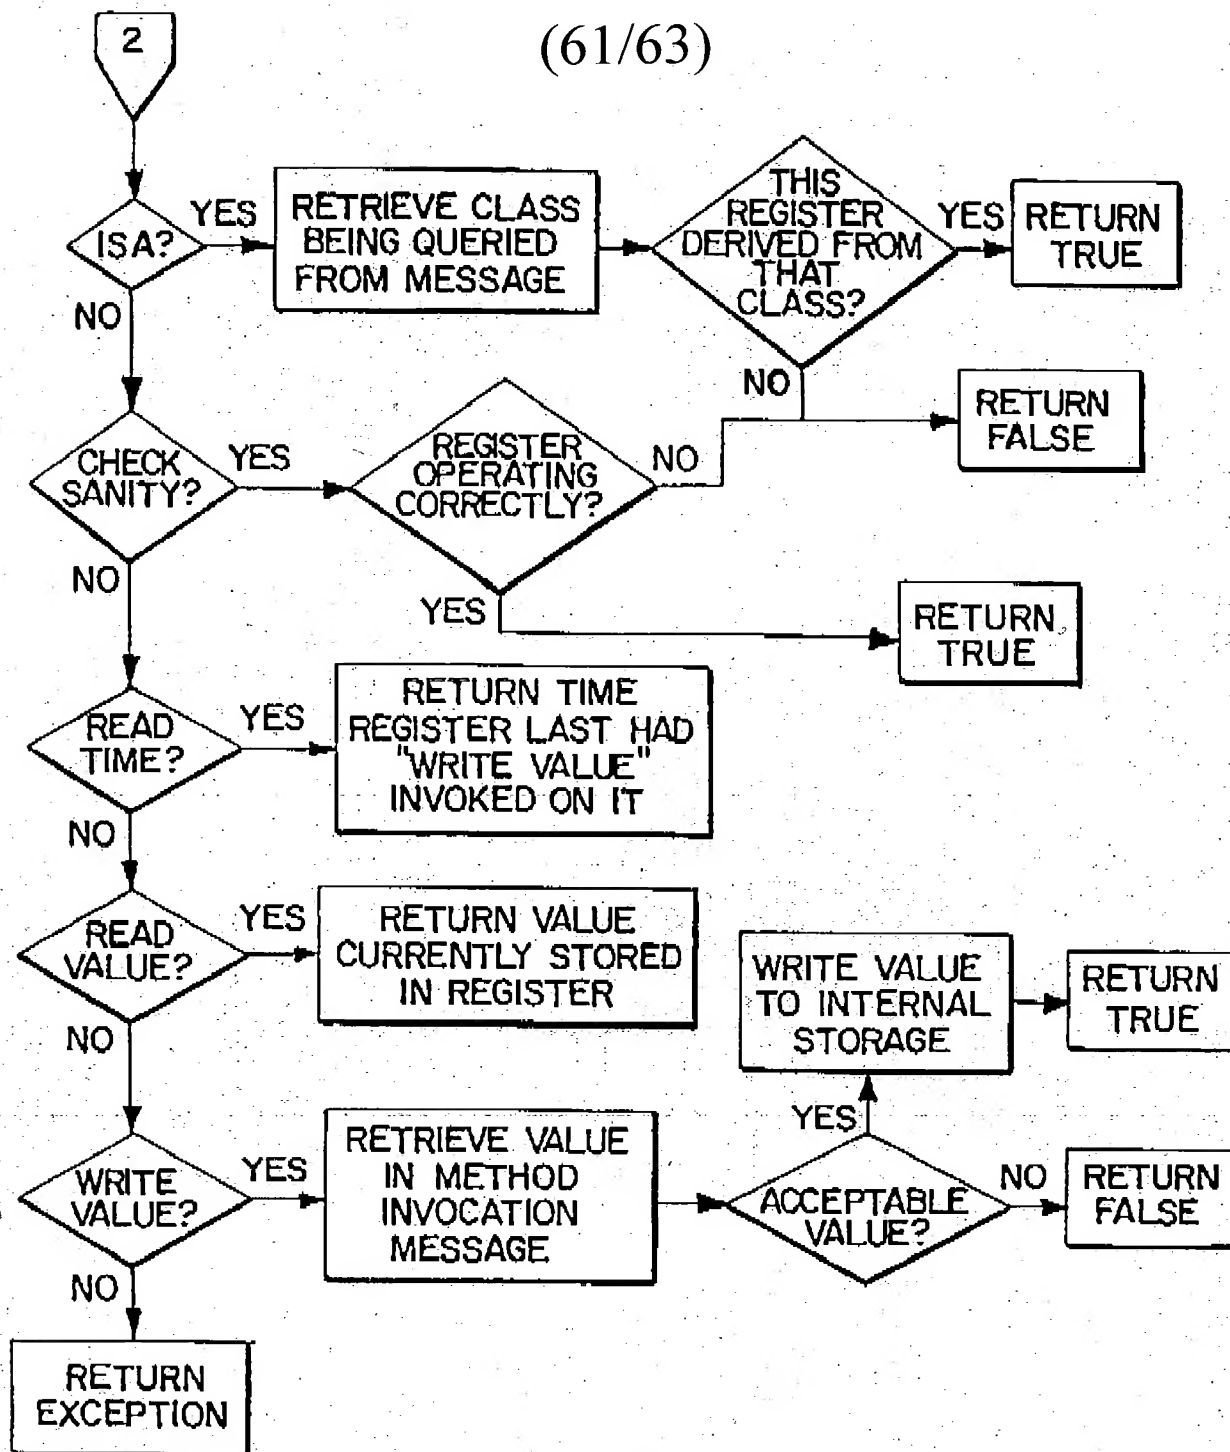 2
(61/63)
ISA?
YES
RETRIEVE CLASS
BEING QUERIED
FROM MESSAGE
THIS
REGISTER
DERIVED FROM
THAT
CLASS?
YES
RETURN
TRUE
NO
NO
RETURN
FALSE
CHECK
SANITY?
YES
REGISTER
OPERATING
CORRECTLY?
NO
NO
YES
RETURN
TRUE
READ
TIME?
YES
RETURN TIME
REGISTER LAST HAD
"WRITE VALUE"
INVOKED ON IT
NO
READ
VALUE?
YES
RETURN VALUE
CURRENTLY STORED
IN REGISTER
WRITE VALUE
TO INTERNAL
STORAGE
RETURN
TRUE
NO
WRITE
VALUE?
YES
RETRIEVE VALUE
IN METHOD
INVOCATION
MESSAGE
YES
ACCEPTABLE
VALUE?
NO
RETURN
FALSE
NO
RETURN
EXCEPTION